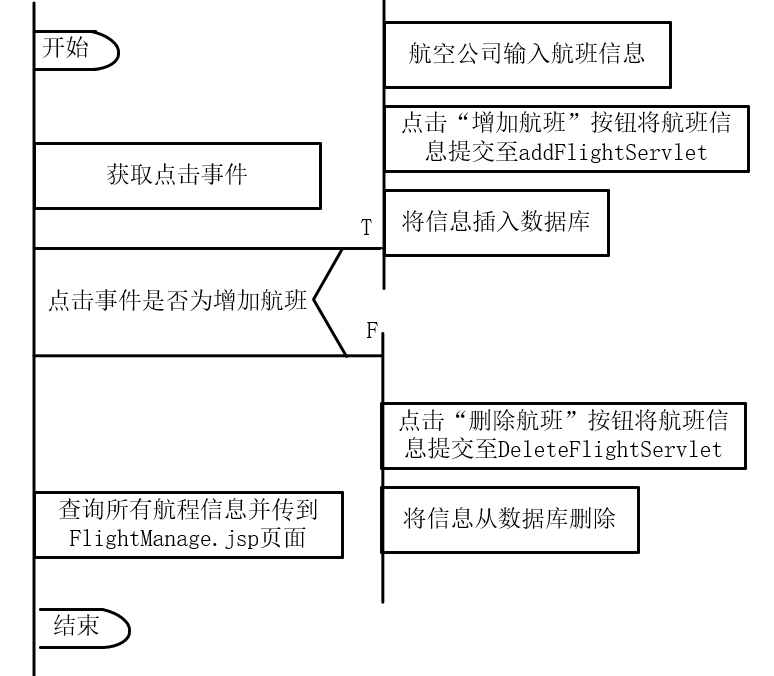 开始
航空公司输入航班信息
点击“增加航班”按钮将航班信
息提交至addFlightServlet
获取点击事件
将信息插入数据库
T
点击事件是否为增加航班
F
点击“删除航班”按钮将航班信
息提交至DeleteFlightServlet
查询所有航程信息并传到
FlightManage.jsp页面
将信息从数据库删除
结束